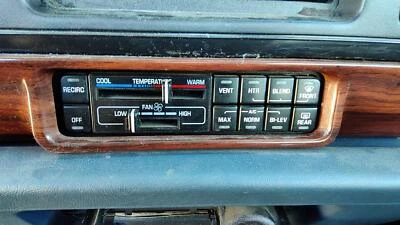 COOL TEMPERATURE WARM
RECIRC
VENT HTR BLEND FRONT
LOW FAN HIGH
OFF
A/C
MAX NORM BI-LEV REAR